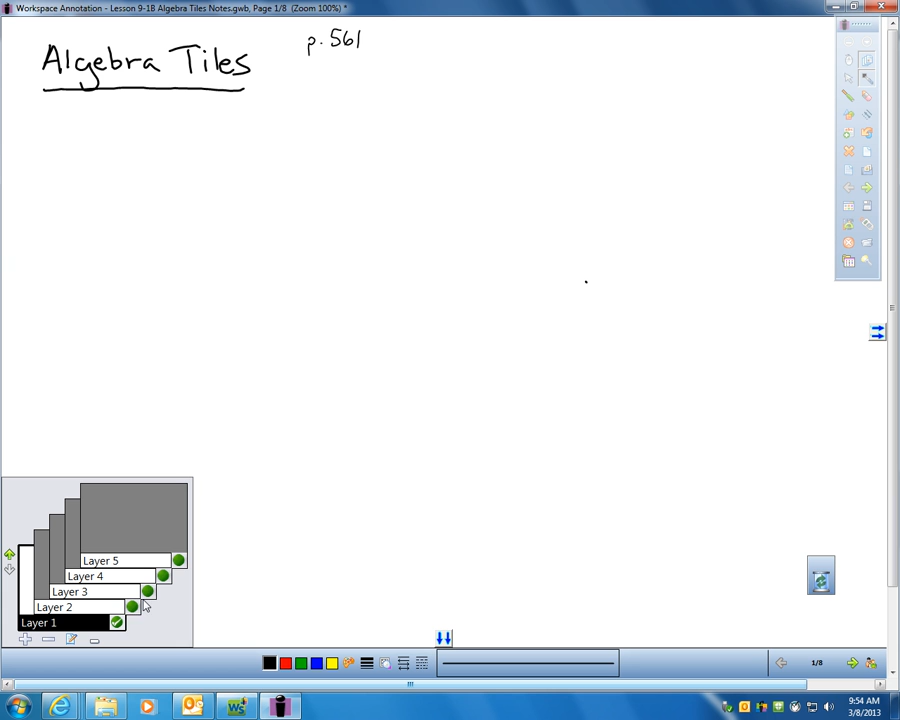 Workspace Annotation - Lesson 9-1B Algebra Tiles Notes.gwb, Page 1/8 (Zoom 100%) *
Algebra Tiles
p. 561
Layer 5
Layer 4
Layer 3
Layer 2
Layer 1
1/8
9:54 AM
3/8/2013